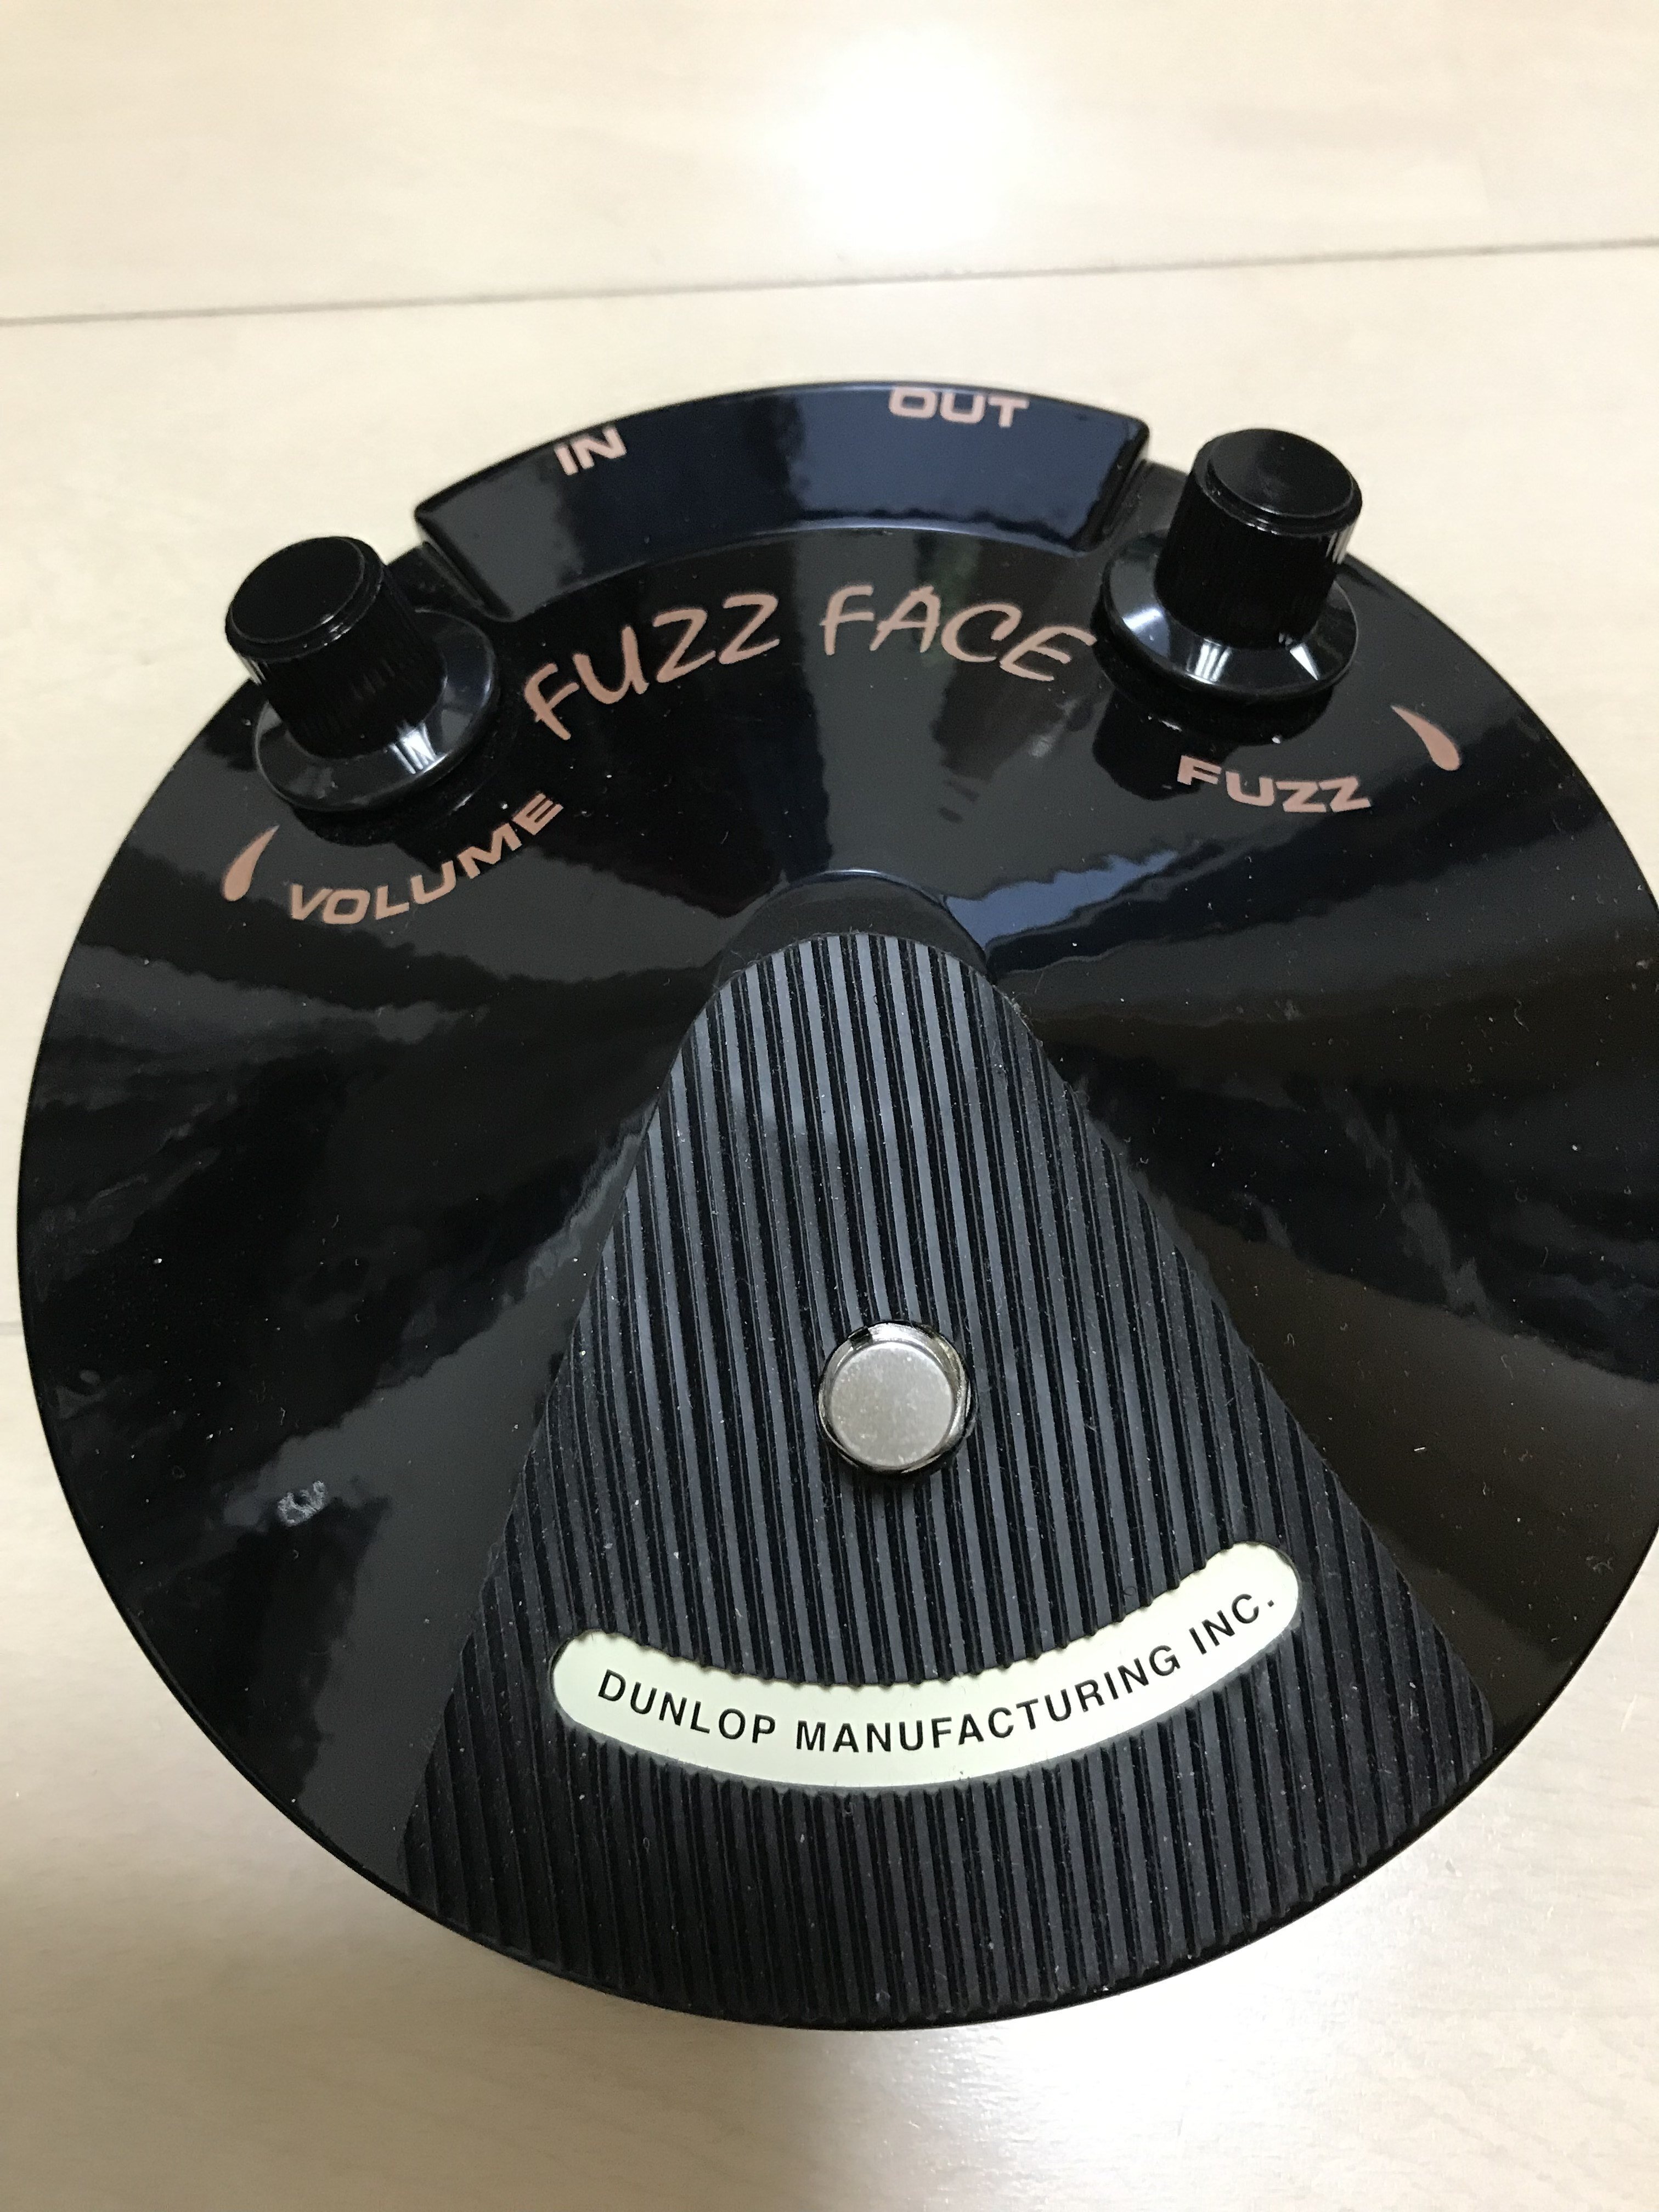 IN
OUT
FUZZ FACE
VOLUME
FUZZ
DUNLOP MANUFACTURING INC.